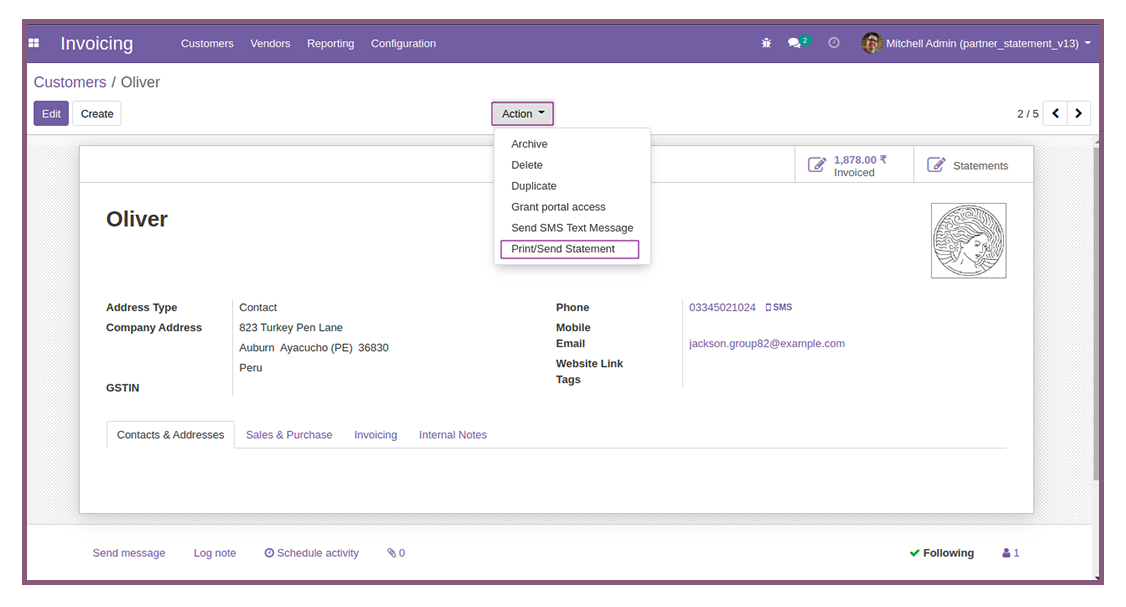 Invoicing Customers Vendors Reporting Configuration 2 Mitchell Admin (partner_statement_v13)
Customers / Oliver
Edit Create Action 2 / 5
Archive
Delete
Duplicate
Grant portal access
Send SMS Text Message
Print/Send Statement
1,878.00 ₹
Invoiced
Statements
Oliver
Address Type Contact
Company Address 823 Turkey Pen Lane
Auburn Ayacucho (PE) 36830
Peru
GSTIN
Phone 03345021024 SMS
Mobile
Email jackson.group82@example.com
Website Link
Tags
Contacts & Addresses Sales & Purchase Invoicing Internal Notes
Send message Log note Schedule activity 0 Following 1